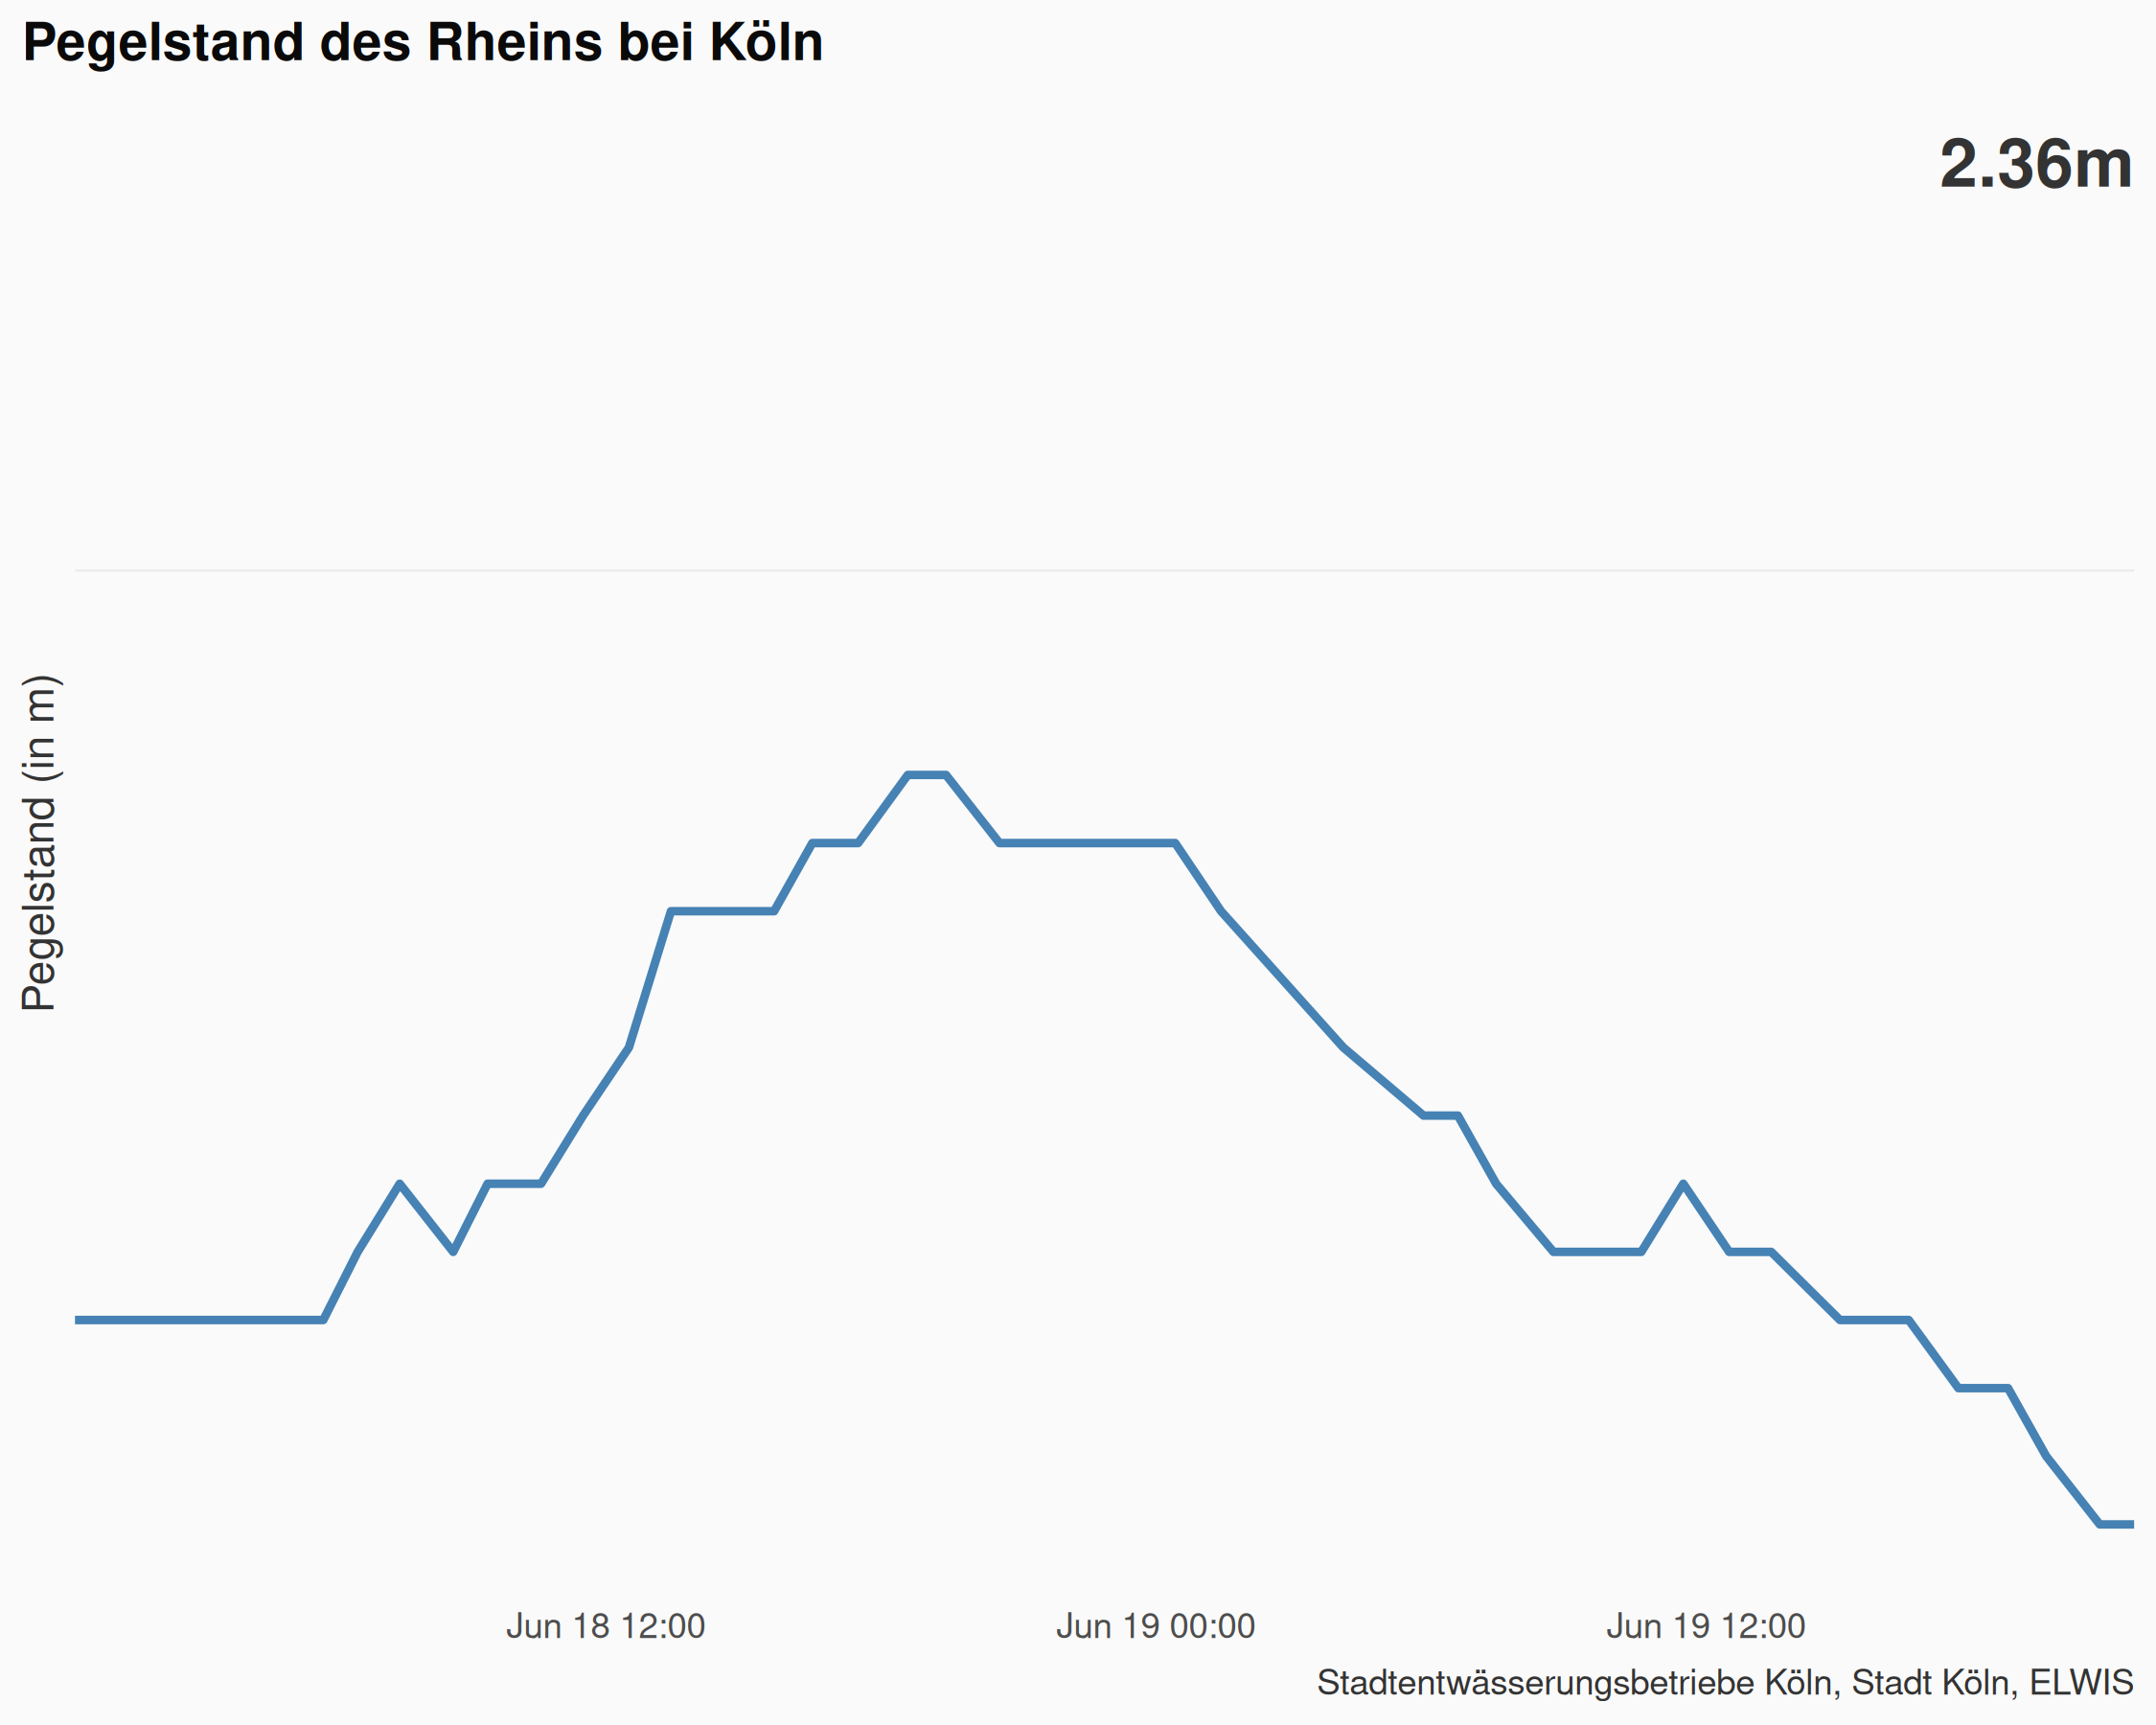 Pegelstand des Rheins bei Köln
2.36m
Pegelstand (in m)
Jun 18 12:00
Jun 19 00:00
Jun 19 12:00
Stadtentwässerungsbetriebe Köln, Stadt Köln, ELWIS